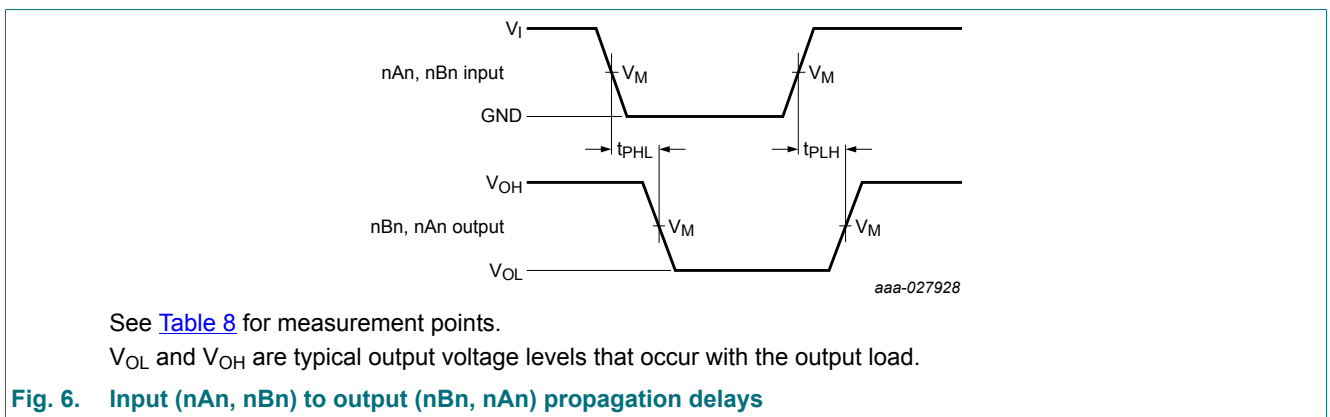 VI
nAn, nBn input
VM
VM
GND
tPHL
tPLH
VOH
nBn, nAn output
VM
VM
VOL
aaa-027928
See Table 8 for measurement points.
VOL and VOH are typical output voltage levels that occur with the output load.
Fig. 6. Input (nAn, nBn) to output (nBn, nAn) propagation delays